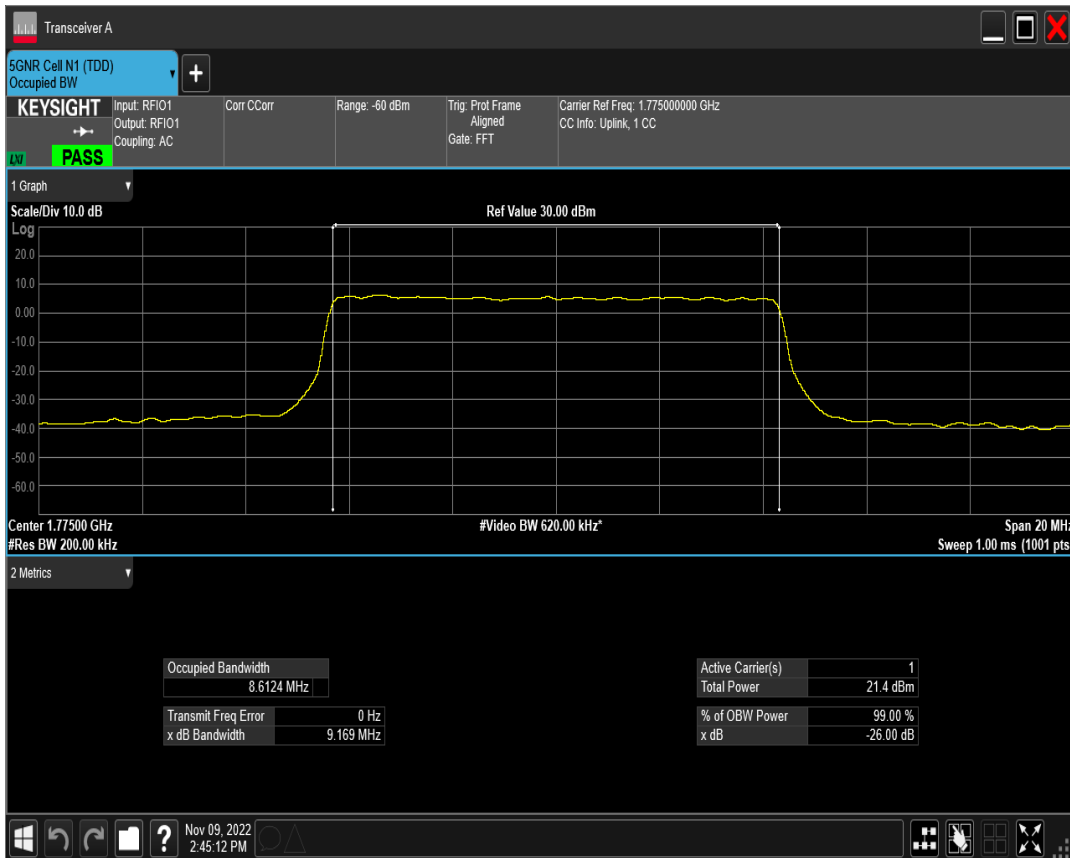 Transceiver A
5GNR Cell N1 (TDD)
Occupied BW
+
KEYSIGHT
LXI
PASS
Input: RFIO1
Output: RFIO1
Coupling: AC
Corr CCorr
Range: -60 dBm
Trig: Prot Frame
Aligned
Gate: FFT
Carrier Ref Freq: 1.775000000 GHz
CC Info: Uplink, 1 CC
1 Graph
Scale/Div 10.0 dB
Ref Value 30.00 dBm
Log
20.0
10.0
0.00
-10.0
-20.0
-30.0
-40.0
-50.0
-60.0
Center 1.77500 GHz
#Video BW 620.00 kHz*
Span 20 MHz
#Res BW 200.00 kHz
Sweep 1.00 ms (1001 pts
2 Metrics
Occupied Bandwidth
8.6124 MHz
Transmit Freq Error 0 Hz
x dB Bandwidth 9.169 MHz
Active Carrier(s) 1
Total Power 21.4 dBm
% of OBW Power 99.00 %
x dB -26.00 dB
?
Nov 09, 2022
2:45:12 PM